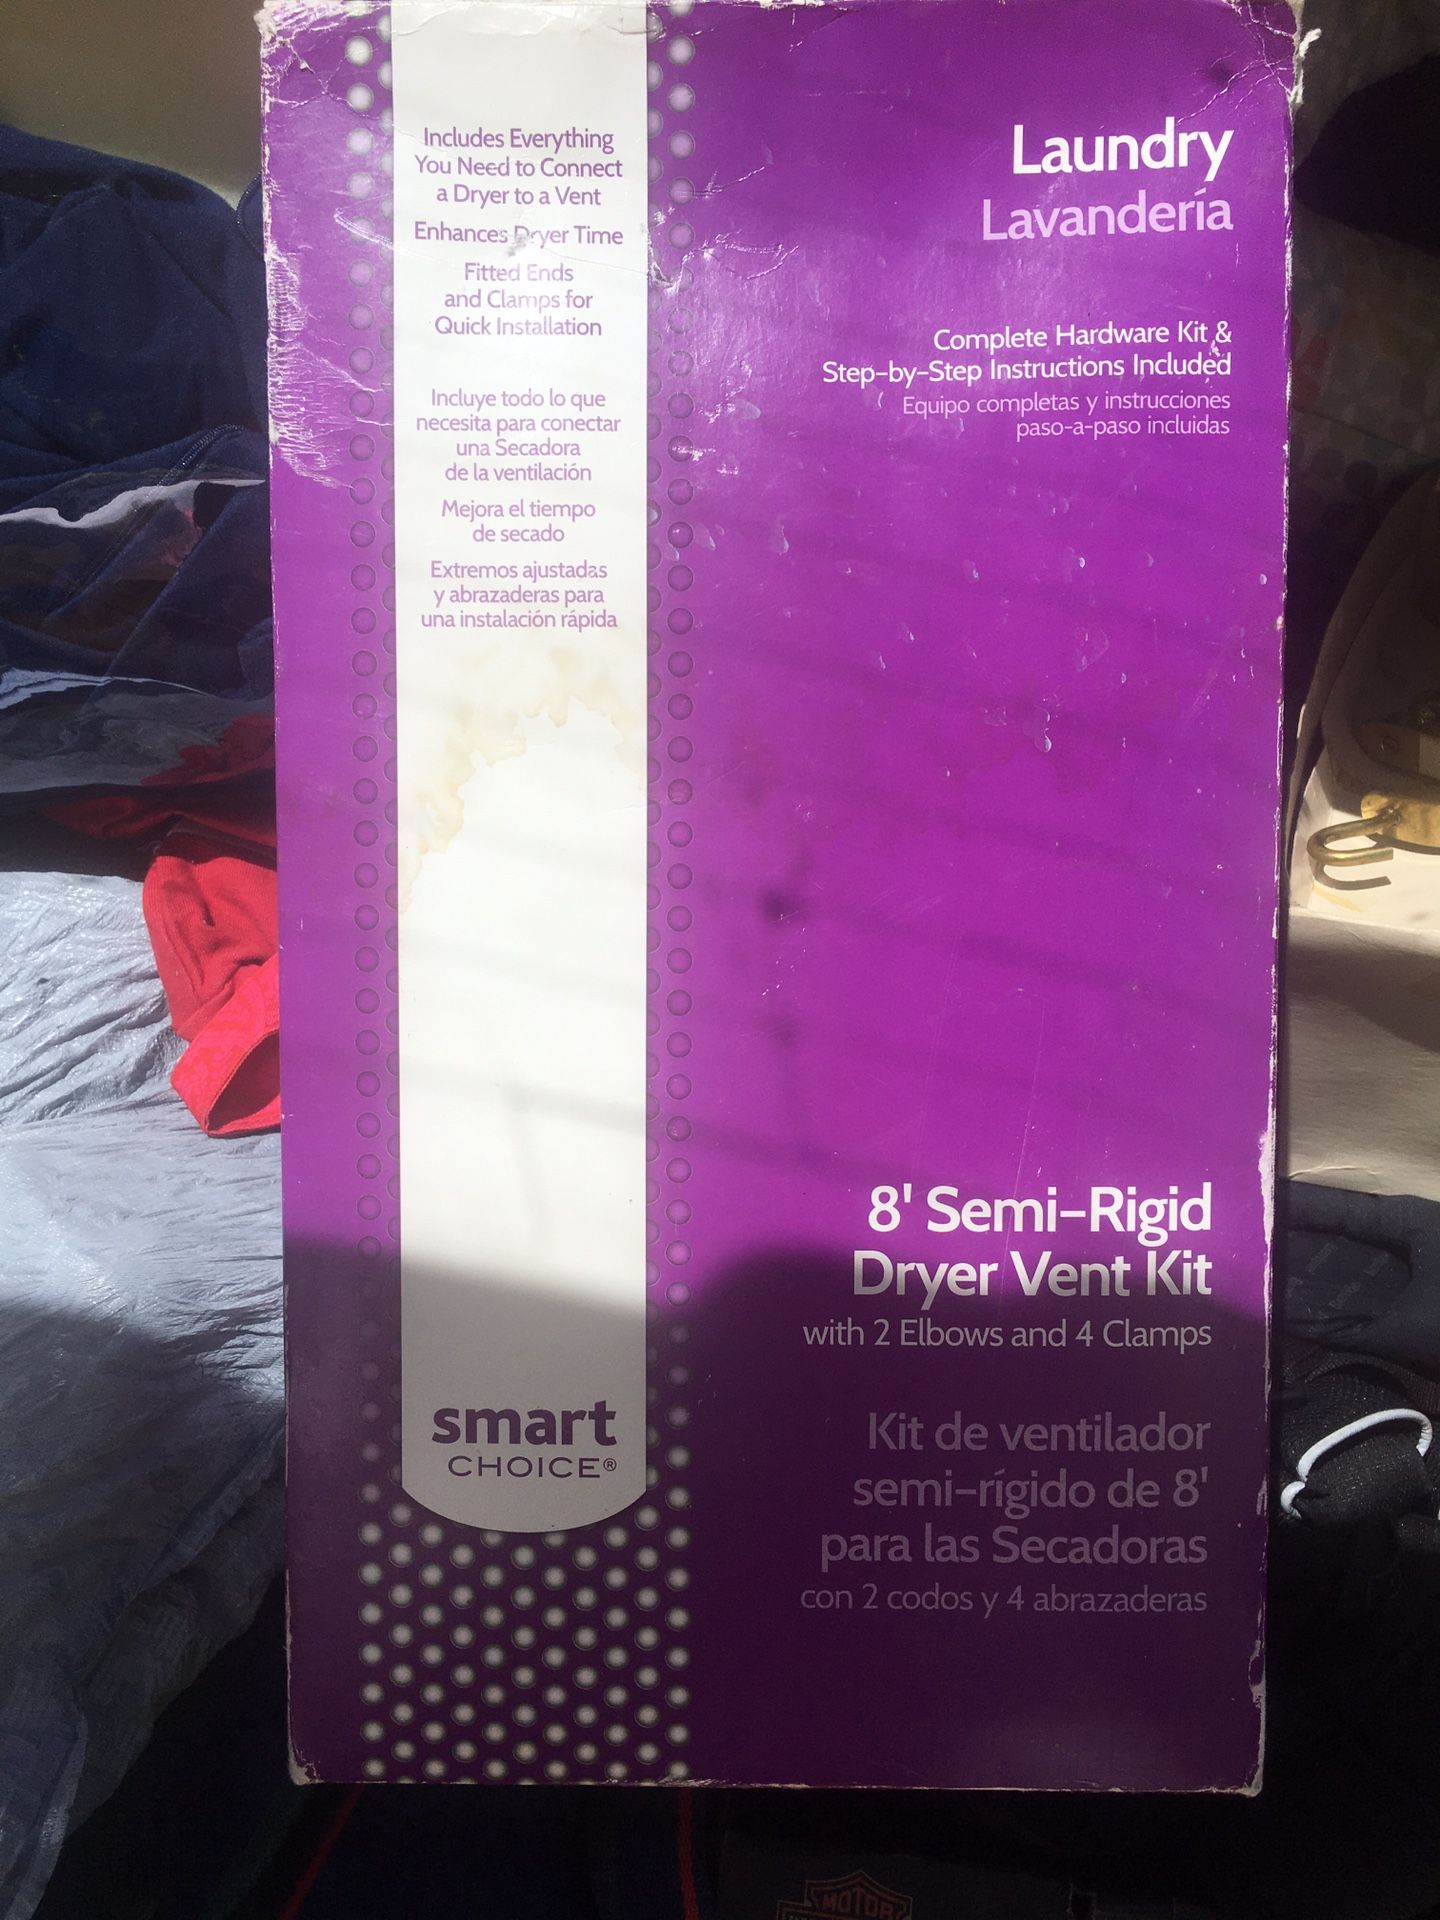 Includes Everything
You Need to Connect
a Dryer to a Vent
Enhances Dryer Time
Fitted Ends
and Clamps for
Quick Installation
Incluye todo lo que
necesita para conectar
una Secadora
de la ventilación
Mejora el tiempo
de secado
Extremos ajustadas
y abrazaderas para
una instalación rápida
smart
CHOICE®
Laundry
Lavandería
Complete Hardware Kit &
Step-by-Step Instructions Included
Equipo completas y instrucciones
paso-a-paso incluidas
8' Semi-Rigid
Dryer Vent Kit
with 2 Elbows and 4 Clamps
Kit de ventilador
semi-rígido de 8'
para las Secadoras
con 2 codos y 4 abrazaderas
MOTOR